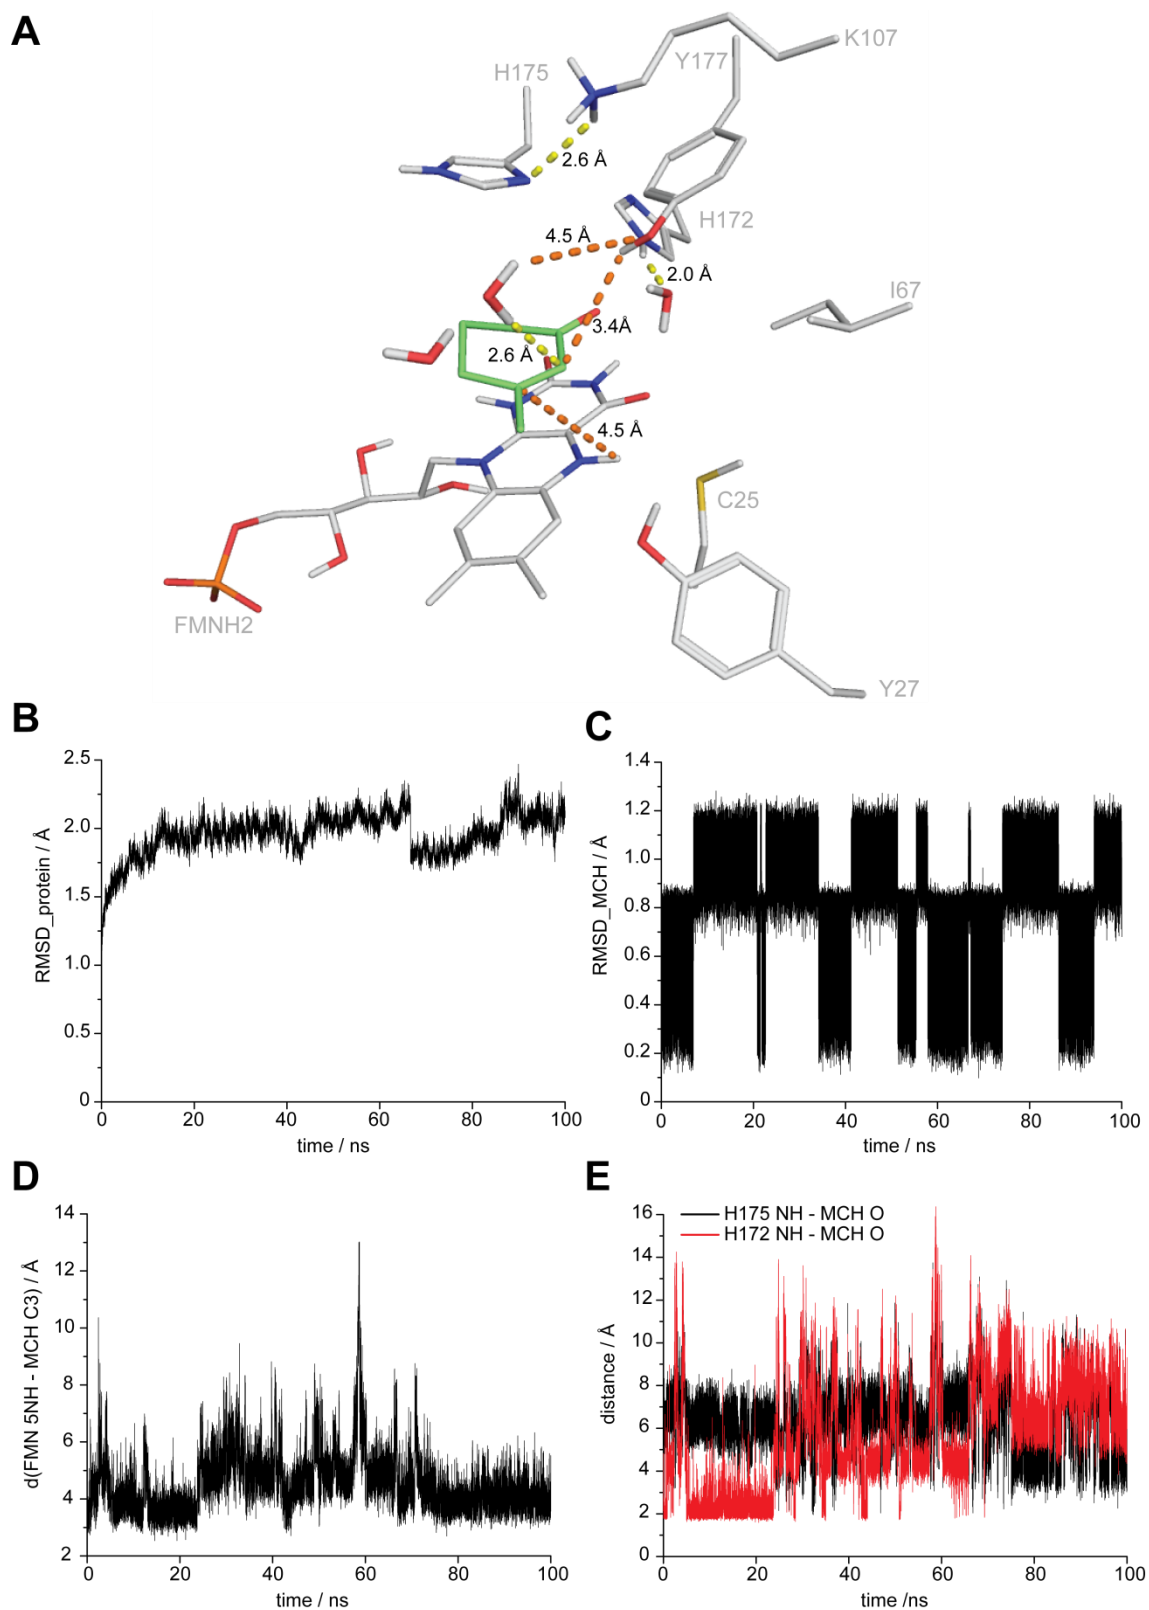 A
K107
Y177
H175
2.6 Å
H172
4.5 Å
2.0 Å
I67
3.4Å
2.6 Å
4.5 Å
C25
FMNH2
Y27
B
RMSD_protein / Å
2.5
2.0
1.5
1.0
0.5
0
0 20 40 60 80 100
time / ns
C
RMSD_MCH / Å
1.4
1.2
1.0
0.8
0.6
0.4
0.2
0
0 20 40 60 80 100
time / ns
D
d(FMN 5NH - MCH C3) / Å
14
12
10
8
6
4
2
0 20 40 60 80 100
time / ns
E
H175 NH - MCH O
H172 NH - MCH O
distance / Å
16
14
12
10
8
6
4
2
0
0 20 40 60 80 100
time /ns